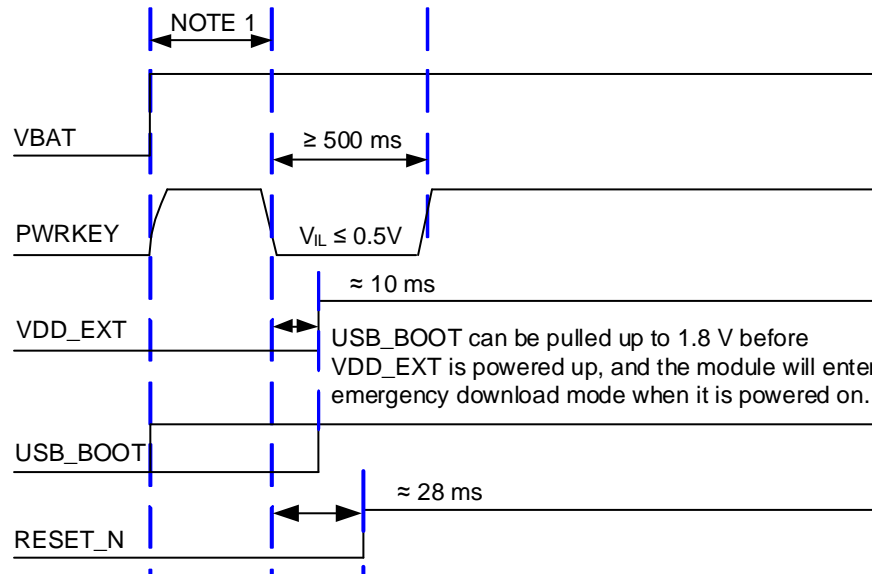 NOTE 1
VBAT
≥ 500 ms
PWRKEY
VIL ≤ 0.5V
≈ 10 ms
VDD_EXT
USB_BOOT can be pulled up to 1.8 V before
VDD_EXT is powered up, and the module will enter
emergency download mode when it is powered on.
USB_BOOT
≈ 28 ms
RESET_N